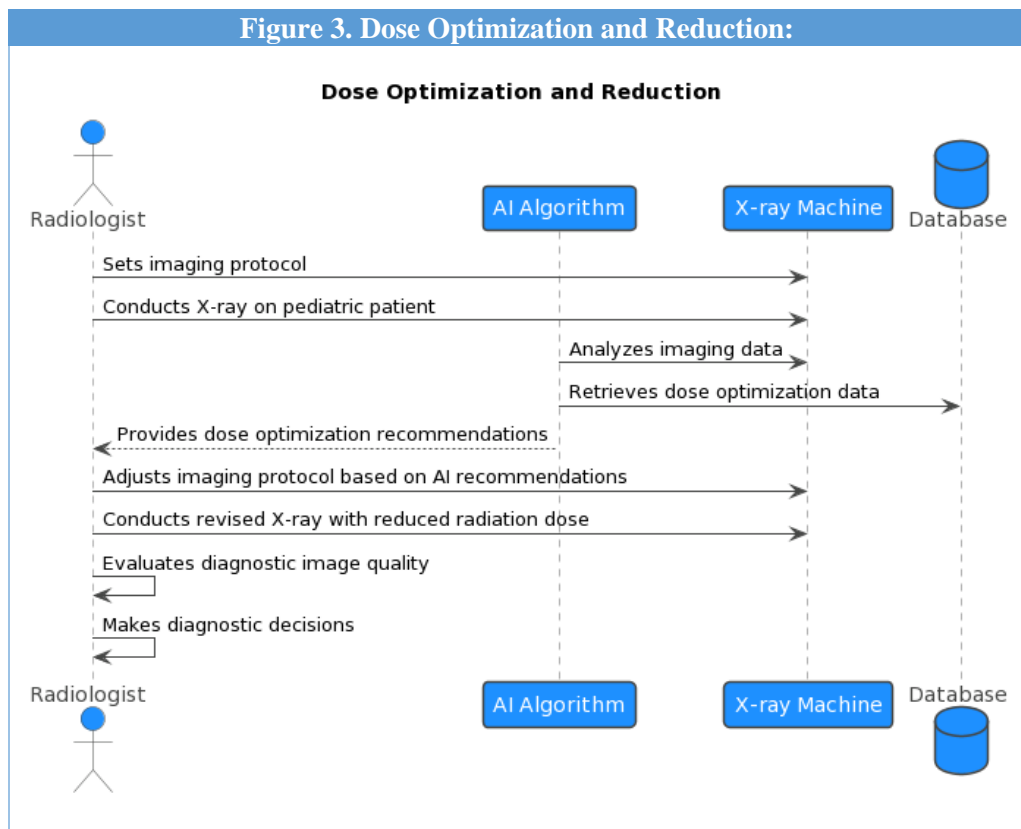 Figure 3. Dose Optimization and Reduction:
Dose Optimization and Reduction
Radiologist
AI Algorithm
X-ray Machine
Database
Sets imaging protocol
Conducts X-ray on pediatric patient
Analyzes imaging data
Retrieves dose optimization data
Provides dose optimization recommendations
Adjusts imaging protocol based on AI recommendations
Conducts revised X-ray with reduced radiation dose
Evaluates diagnostic image quality
Makes diagnostic decisions
Radiologist
AI Algorithm
X-ray Machine
Database